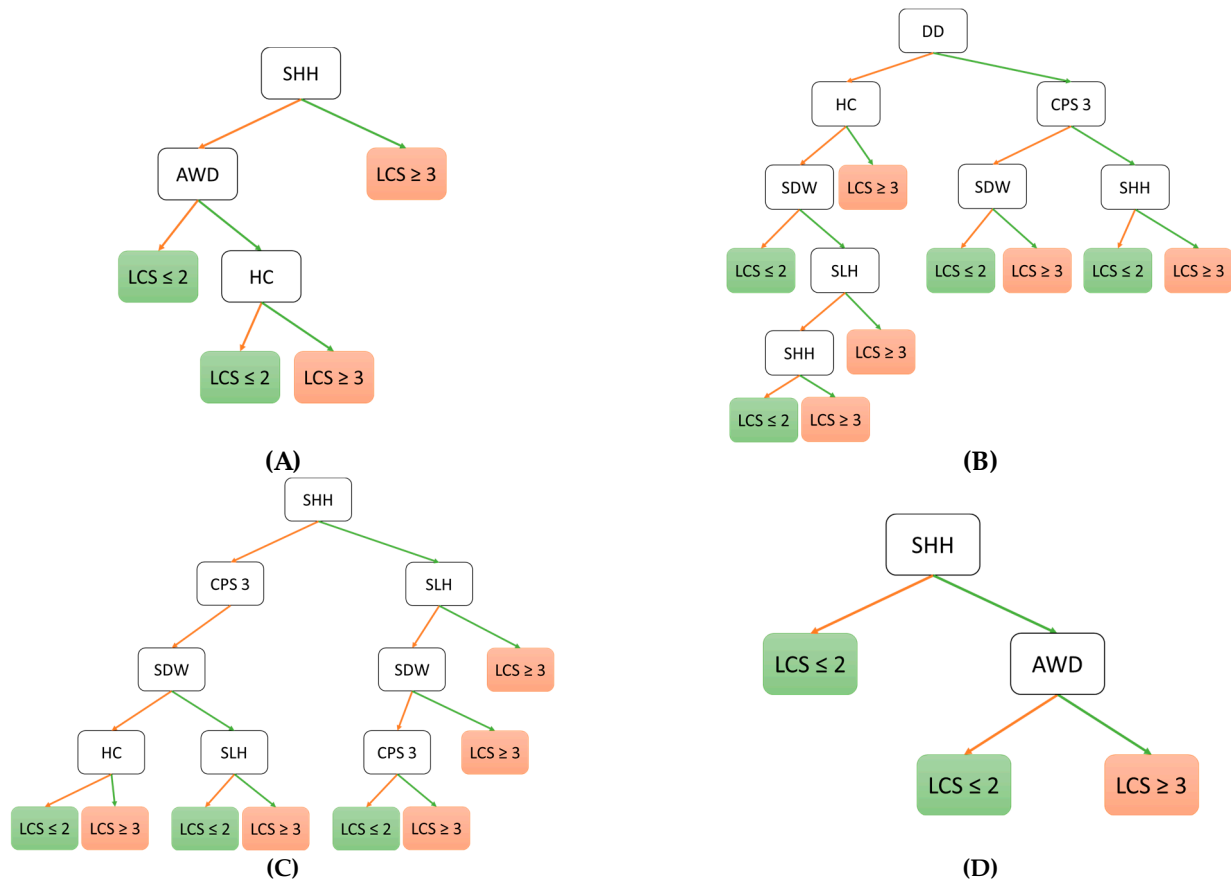 SHH
AWD
LCS ≥ 3
LCS ≤ 2
HC
LCS ≤ 2
LCS ≥ 3
(A)
DD
HC
CPS 3
SDW
LCS ≥ 3
SDW
SHH
LCS ≤ 2
SLH
LCS ≤ 2
LCS ≥ 3
LCS ≤ 2
LCS ≥ 3
SHH
LCS ≥ 3
LCS ≤ 2
LCS ≥ 3
(B)
SHH
CPS 3
SLH
SDW
SDW
LCS ≥ 3
HC
SLH
CPS 3
LCS ≥ 3
LCS ≤ 2
LCS ≥ 3
LCS ≤ 2
LCS ≥ 3
LCS ≤ 2
LCS ≥ 3
(C)
SHH
LCS ≤ 2
AWD
LCS ≤ 2
LCS ≥ 3
(D)